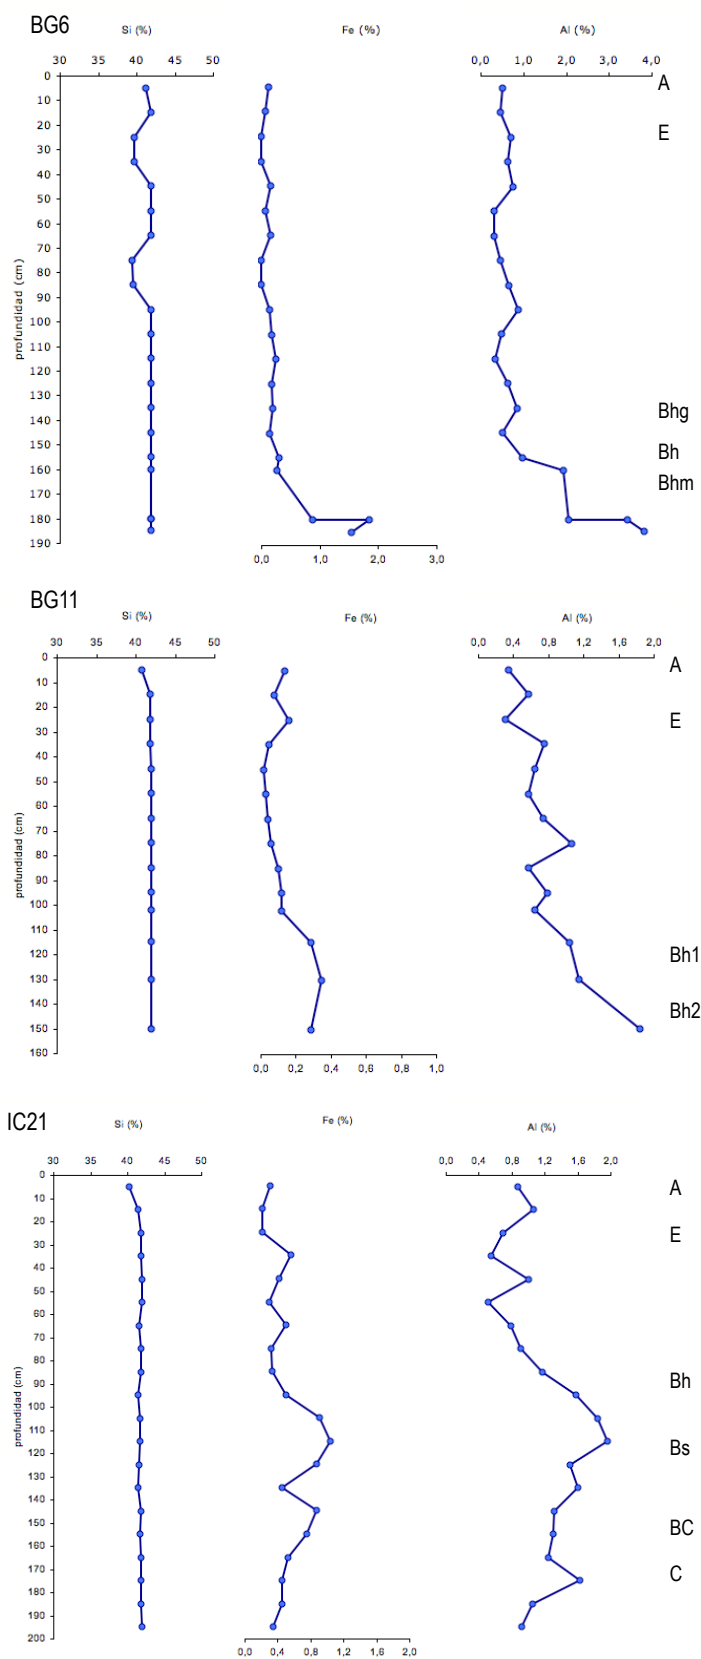 BG6
Si (%) Fe (%) Al (%)
30 35 40 45 50 0,0 1,0 2,0 3,0 4,0
0 A
10
20 E
30
40
50
60
70
80
90
100
110
120
130 Bhg
140
150 Bh
160 Bhm
170
180
190
profundidad (cm)
0,0 1,0 2,0 3,0
BG11
Si (%) Fe (%) Al (%)
30 35 40 45 50 0,0 0,4 0,8 1,2 1,6 2,0
0 A
10
20 E
30
40
50
60
70
80
90
100
110
120 Bh1
130
140 Bh2
150
160
profundidad (cm)
0,0 0,2 0,4 0,6 0,8 1,0
IC21
Si (%) Fe (%) Al (%)
30 35 40 45 50 0,0 0,4 0,8 1,2 1,6 2,0
0 A
10
20 E
30
40
50
60
70
80
90 Bh
100
110
120 Bs
130
140
150 BC
160
170 C
180
190
200
profundidad (cm)
0,0 0,4 0,8 1,2 1,6 2,0